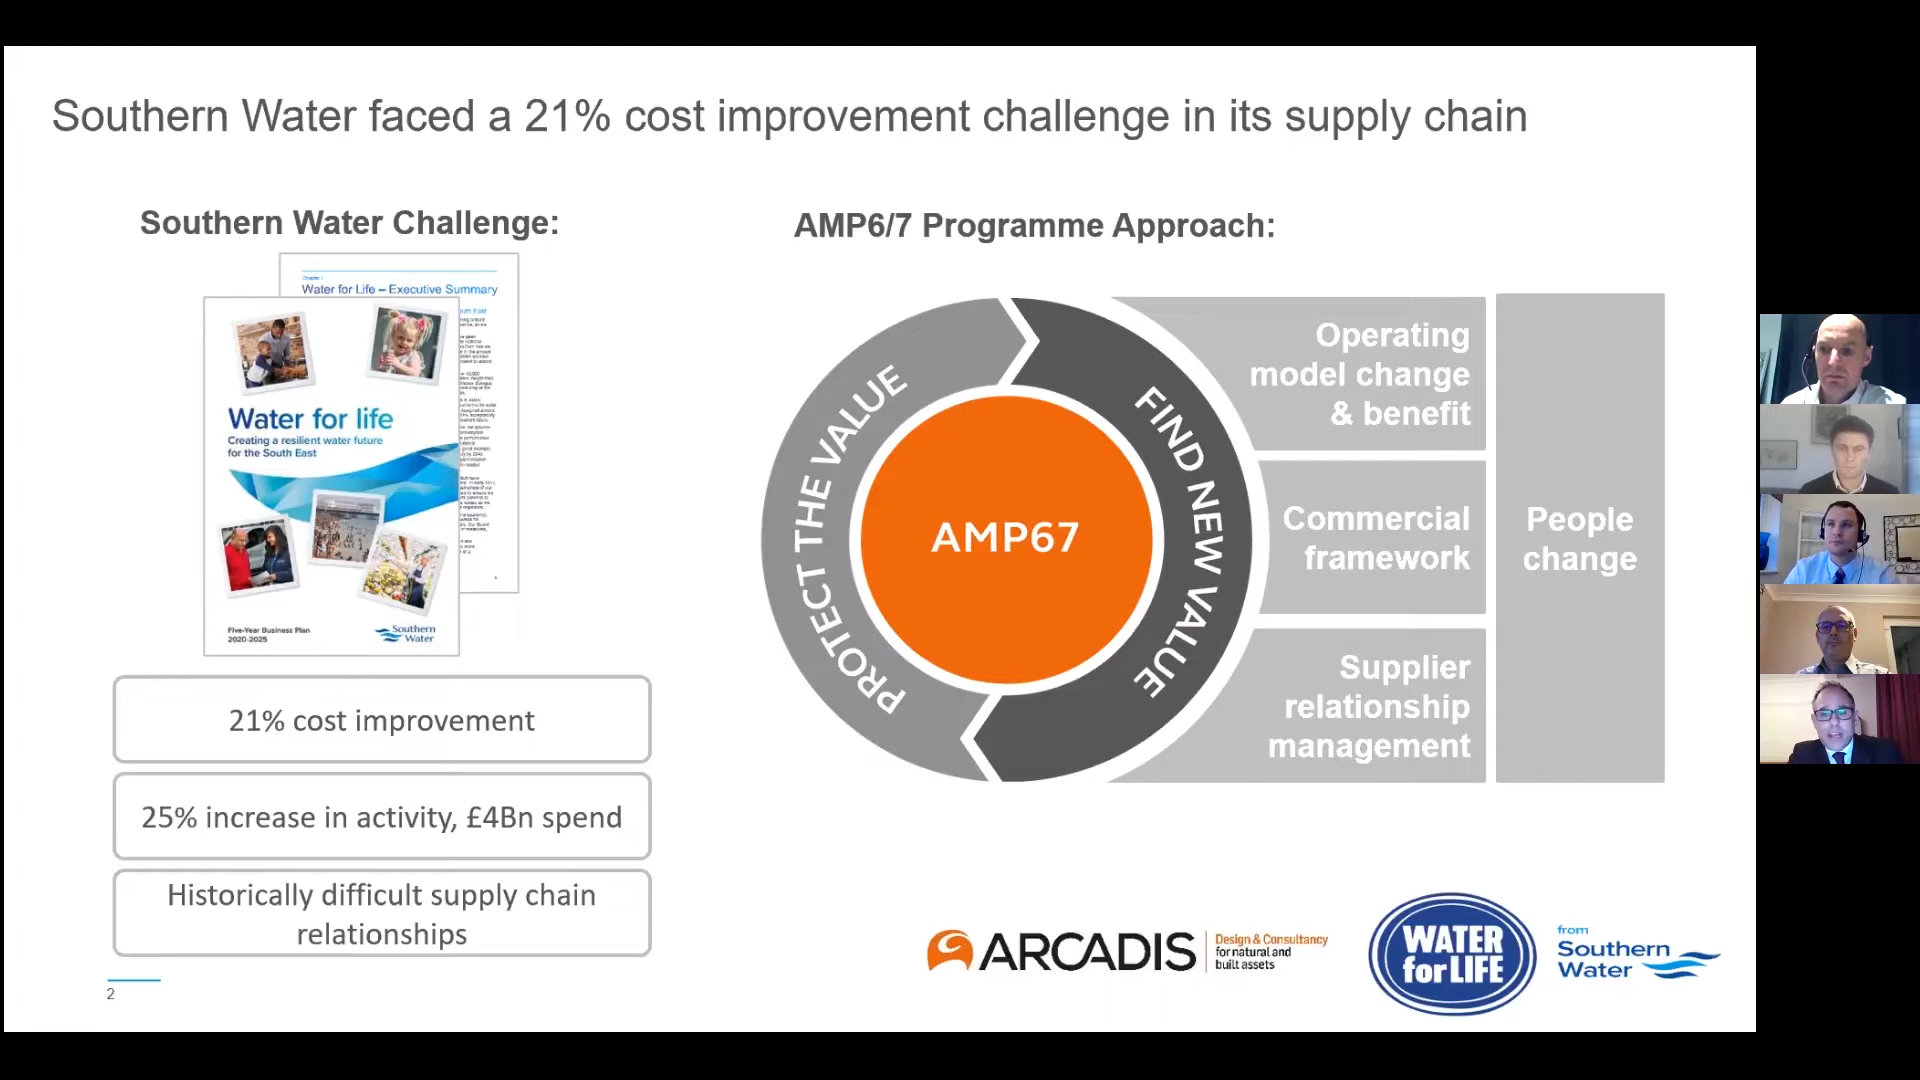 Southern Water faced a 21% cost improvement challenge in its supply chain
Southern Water Challenge:
Chapter 1
Water for Life – Executive Summary
Water for life
Creating a resilient water future
for the South East
Five-Year Business Plan
2020-2025
Southern
Water
21% cost improvement
25% increase in activity, £4Bn spend
Historically difficult supply chain
relationships
2
AMP6/7 Programme Approach:
PROTECT THE VALUE
FIND NEW VALUE
AMP67
Operating
model change
& benefit
Commercial
framework
Supplier
relationship
management
People
change
ARCADIS
Design & Consultancy
for natural and
built assets
WATER
for LIFE
from
Southern
Water